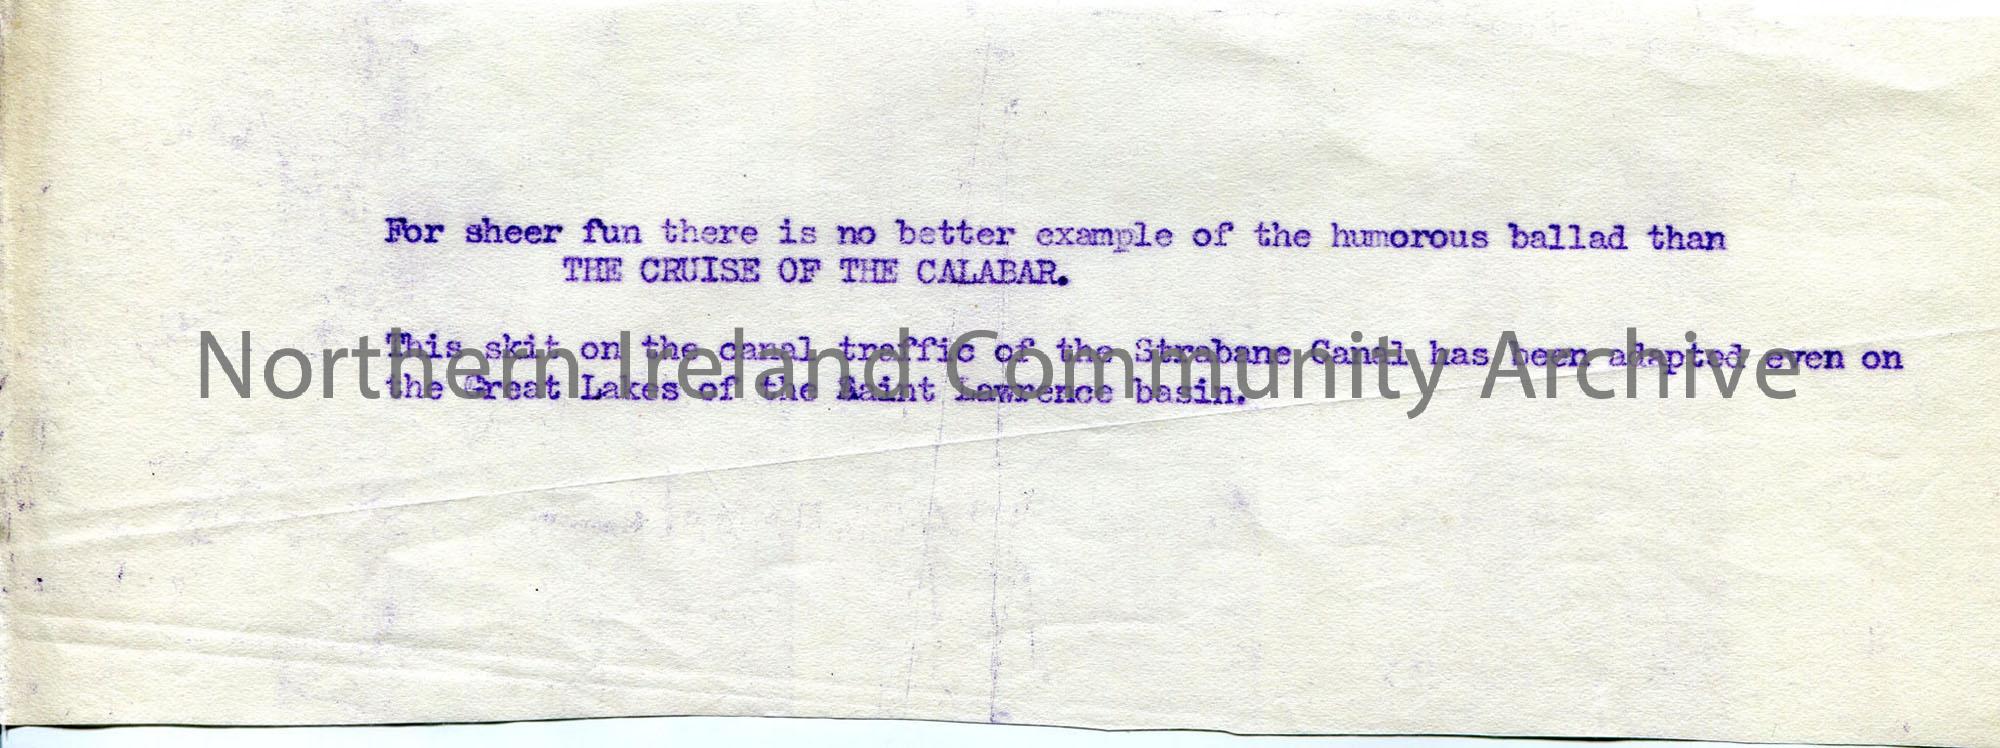 For sheer fun there is no better example of the humorous ballad than
THE CRUISE OF THE CALABAR.
This skit on the canal traffic of the Strabane Canal has been adapted even on
the Great Lakes of the Saint Lawrence basin.
Northern Ireland Community Archive